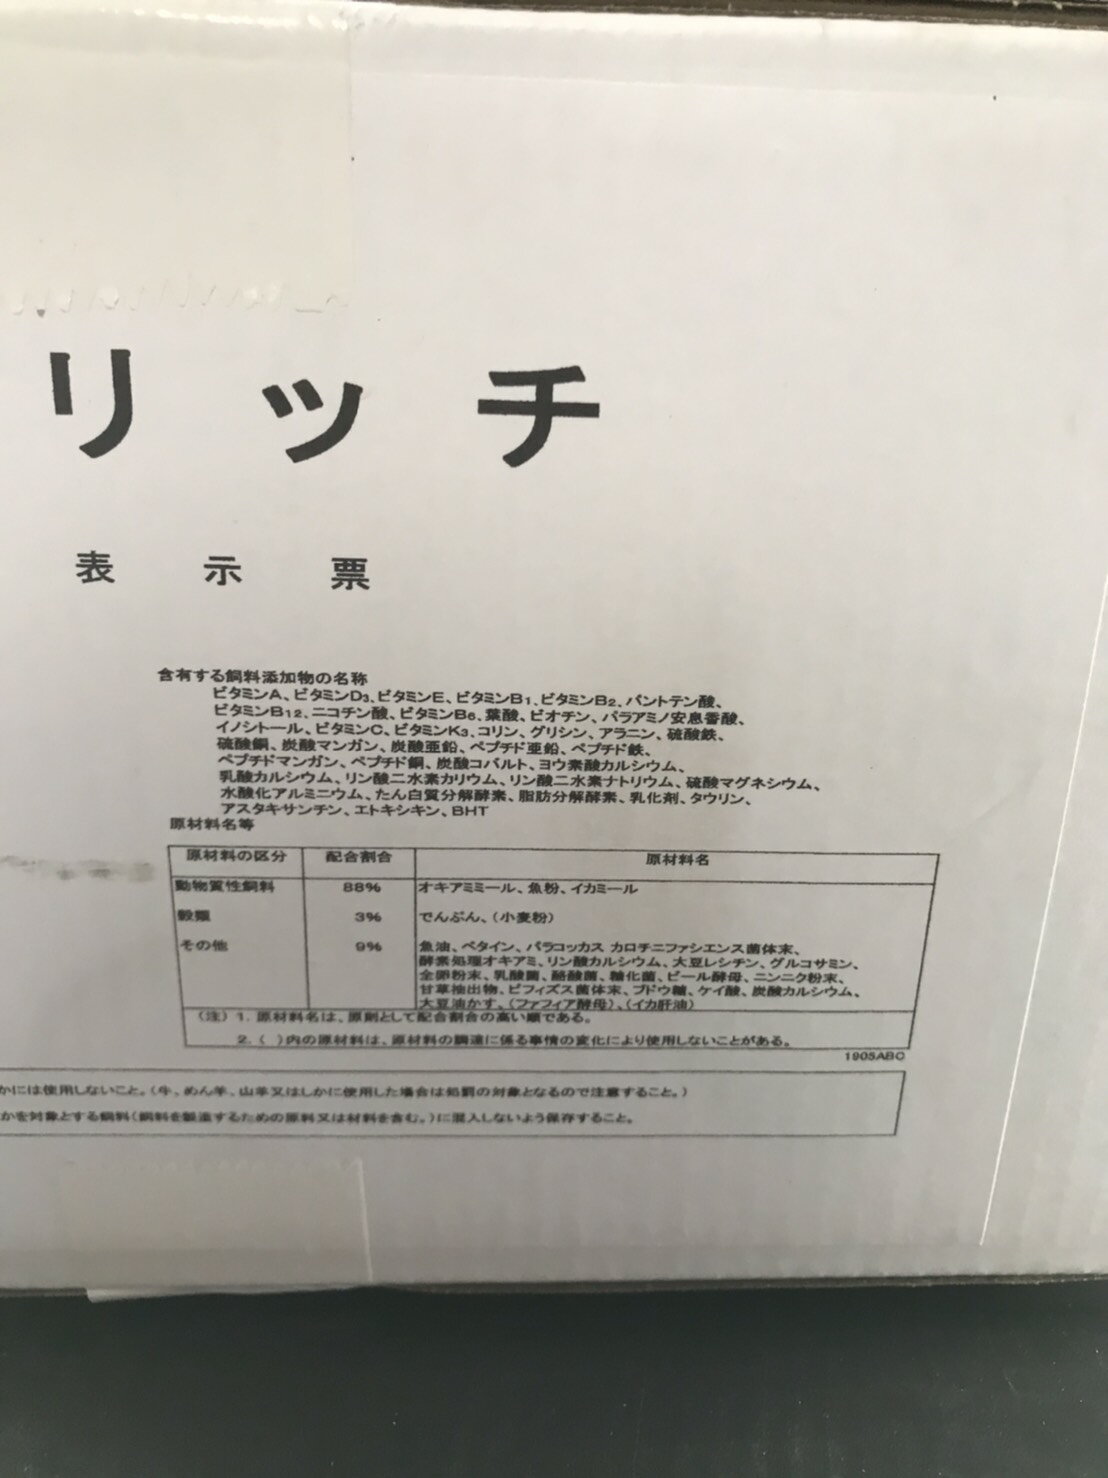 リッチ
表示票
含有する飼料添加物の名称
ビタミンA、ビタミンD3、ビタミンE、ビタミンB1、ビタミンB2、パントテン酸、
ビタミンB12、ニコチン酸、ビタミンB6、葉酸、ビオチン、パラアミノ安息香酸、
イノシトール、ビタミンC、ビタミンK3、コリン、グリシン、アラニン、硫酸鉄、
硫酸銅、炭酸マンガン、炭酸亜鉛、ペプチド亜鉛、ペプチド鉄、
ペプチドマンガン、ペプチド銅、炭酸コバルト、ヨウ素酸カルシウム、
乳酸カルシウム、リン酸二水素カリウム、リン酸二水素ナトリウム、硫酸マグネシウム、
水酸化アルミニウム、たん白質分解酵素、脂肪分解酵素、乳化剤、タウリン、
アスタキサンチン、エトキシキン、BHT
原材料名等
原材料の区分 配合割合 原材料名
動物質性飼料 88% オキアミミール、魚粉、イカミール
穀類 3% でんぷん、(小麦粉)
その他 9% 魚油、ベタイン、パラコッカス カロチニファシエンス菌体末、
酵素処理オキアミ、リン酸カルシウム、大豆レシチン、グルコサミン、
全卵粉末、乳酸菌、酪酸菌、糖化菌、ビール酵母、ニンニク粉末、
甘草抽出物、ビフィズス菌体末、ブドウ糖、ケイ酸、炭酸カルシウム、
大豆油かす、(ファフィア酵母)、(イカ肝油)
(注) 1. 原材料名は、原則として配合割合の高い順である。
2. ( )内の原材料は、原材料の調達に係る事情の変化により使用しないことがある。
1905ABC
かには使用しないこと。(牛、めん羊、山羊又はしかに使用した場合は処罰の対象となるので注意すること。)
かを対象とする飼料(飼料を製造するための原料又は材料を含む。)に混入しないよう保存すること。